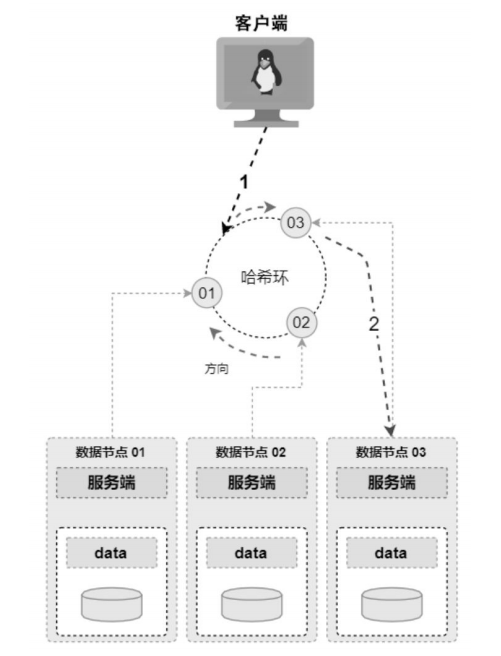 客户端
1
03
哈希环
01
02
2
方向
数据节点 01
数据节点 02
数据节点 03
服务端
服务端
服务端
data
data
data